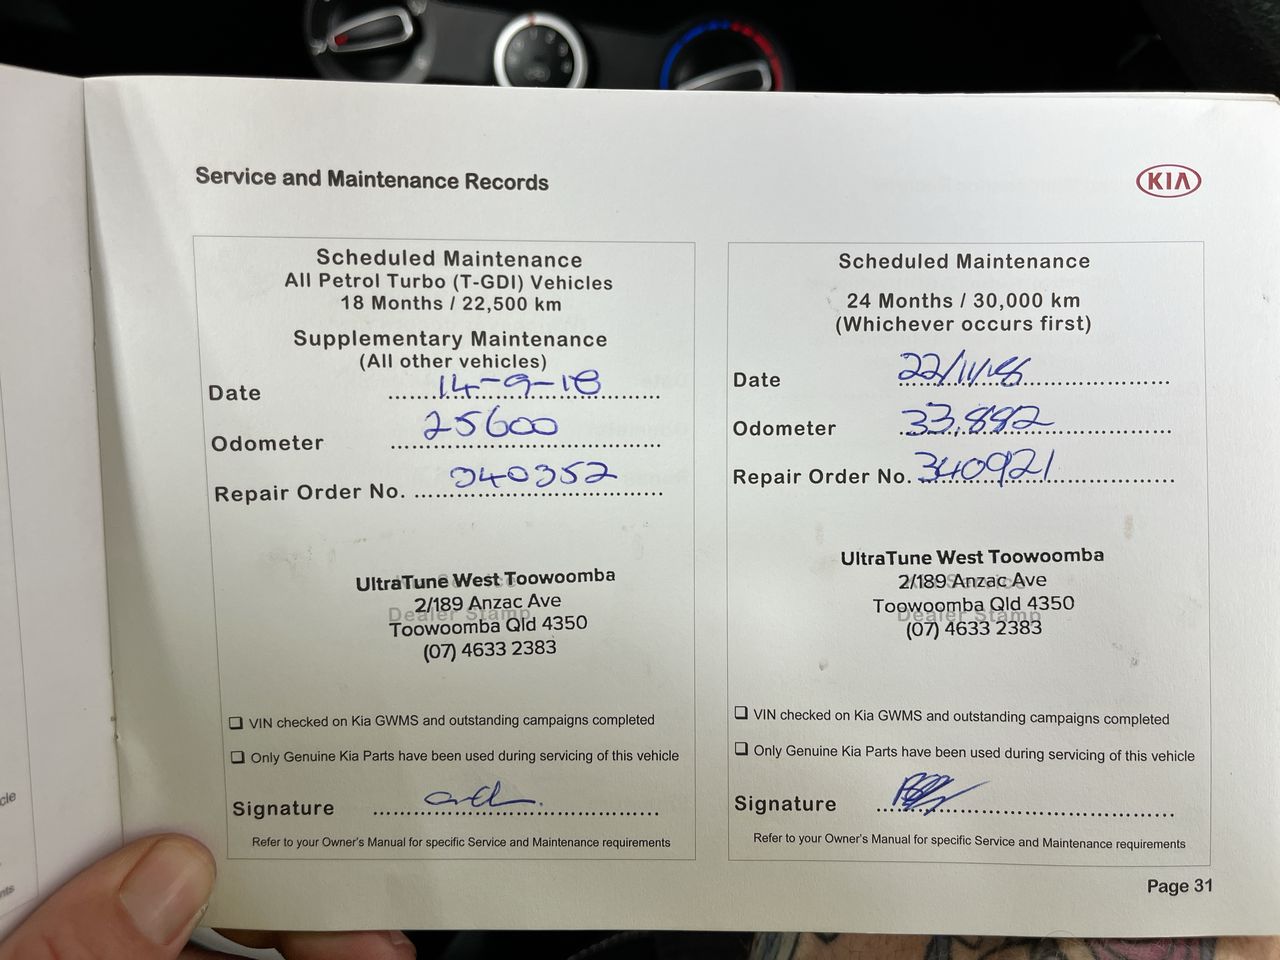 Service and Maintenance Records
KIA
Scheduled Maintenance
All Petrol Turbo (T-GDI) Vehicles
18 Months / 22,500 km
Supplementary Maintenance
(All other vehicles)
Date 14-9-18
Odometer 25600
Repair Order No. 340352
UltraTune West Toowoomba
2/189 Anzac Ave
Dealer Stamp
Toowoomba Qld 4350
(07) 4633 2383
VIN checked on Kia GWMS and outstanding campaigns completed
Only Genuine Kia Parts have been used during servicing of this vehicle
Signature
Refer to your Owner's Manual for specific Service and Maintenance requirements
Scheduled Maintenance
24 Months / 30,000 km
(Whichever occurs first)
Date 22/11/18
Odometer 33,882
Repair Order No. 340921
UltraTune West Toowoomba
2/189 Anzac Ave
Toowoomba Qld 4350
Dealer Stamp
(07) 4633 2383
VIN checked on Kia GWMS and outstanding campaigns completed
Only Genuine Kia Parts have been used during servicing of this vehicle
Signature
Refer to your Owner's Manual for specific Service and Maintenance requirements
Page 31